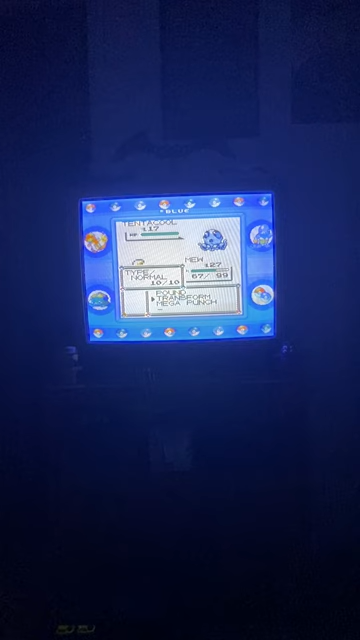 BLUE
TENTACOOL
:L17
HP:
MEW
:L27
67/ 99
TYPE/
NORMAL
10/10
POUND
▶TRANSFORM
MEGA PUNCH
-